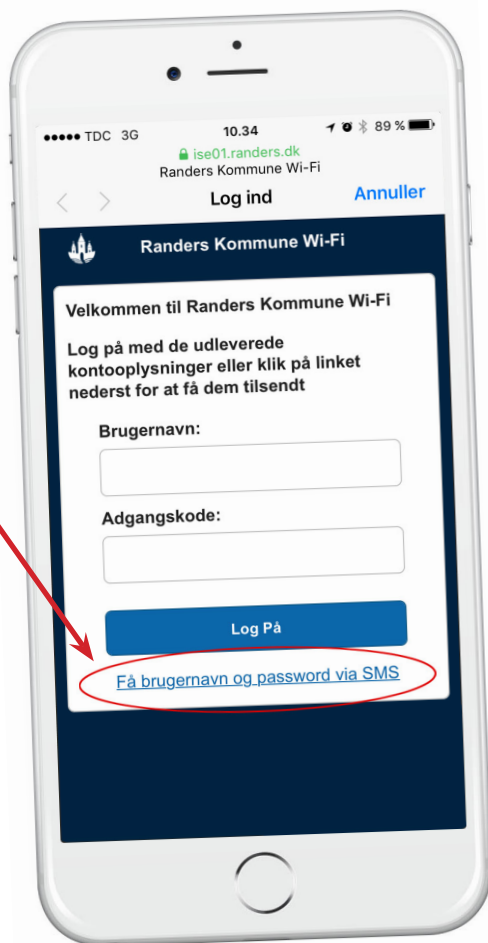 TDC 3G 10.34 89 %
ise01.randers.dk
Randers Kommune Wi-Fi
< > Log ind Annuller
Randers Kommune Wi-Fi
Velkommen til Randers Kommune Wi-Fi
Log på med de udleverede
kontooplysninger eller klik på linket
nederst for at få dem tilsendt
Brugernavn:
Adgangskode:
Log På
Få brugernavn og password via SMS